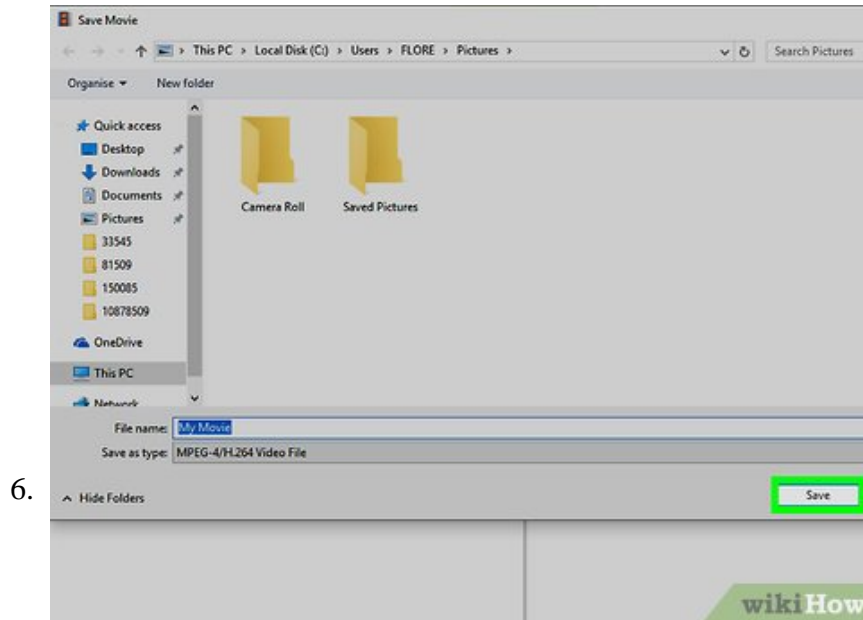 Save Movie
This PC > Local Disk (C:) > Users > FLORE > Pictures >
Search Pictures
Organise
New folder
Quick access
Desktop
Downloads
Documents
Pictures
33545
81509
150085
10878509
OneDrive
This PC
Network
Camera Roll
Saved Pictures
File name: My Movie
Save as type: MPEG-4/H.264 Video File
6.
Hide Folders
Save
wikiHow